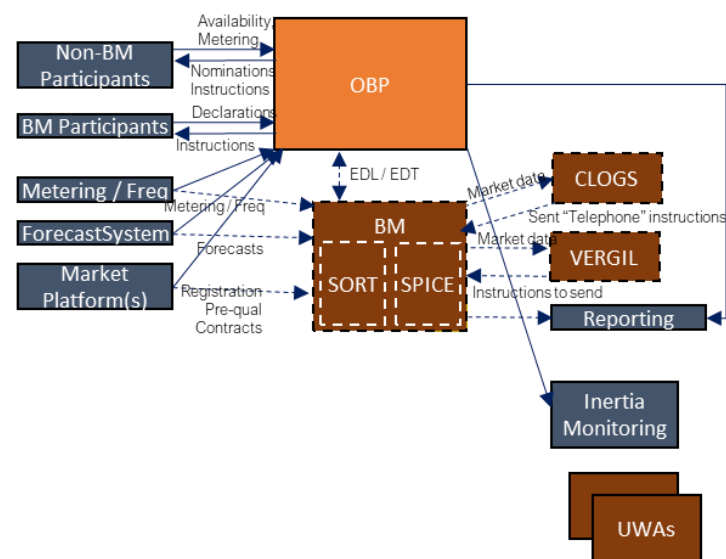 Availability,
Metering
Non-BM
Participants
Nominations
Instructions
OBP
Declarations
BM Participants
Instructions
EDL / EDT
Market data
CLOGS
Metering / Freq
Metering / Freq
Sent “Telephone” instructions
BM
ForecastSystem
Market data
Forecasts
VERGIL
Market
Platform(s)
SORT
SPICE
Registration
Pre-qual
Contracts
Instructions to send
Reporting
Inertia
Monitoring
UWAs